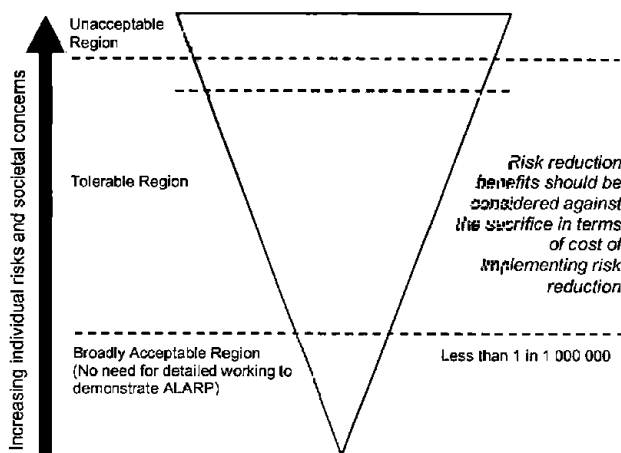 Unacceptable
Region
Increasing individual risks and societal concerns
Tolerable Region
Risk reduction
benefits should be
considered against
the sacrifice in terms
of cost of
implementing risk
reduction
Broadly Acceptable Region
(No need for detailed working to
demonstrate ALARP)
Less than 1 in 1 000 000